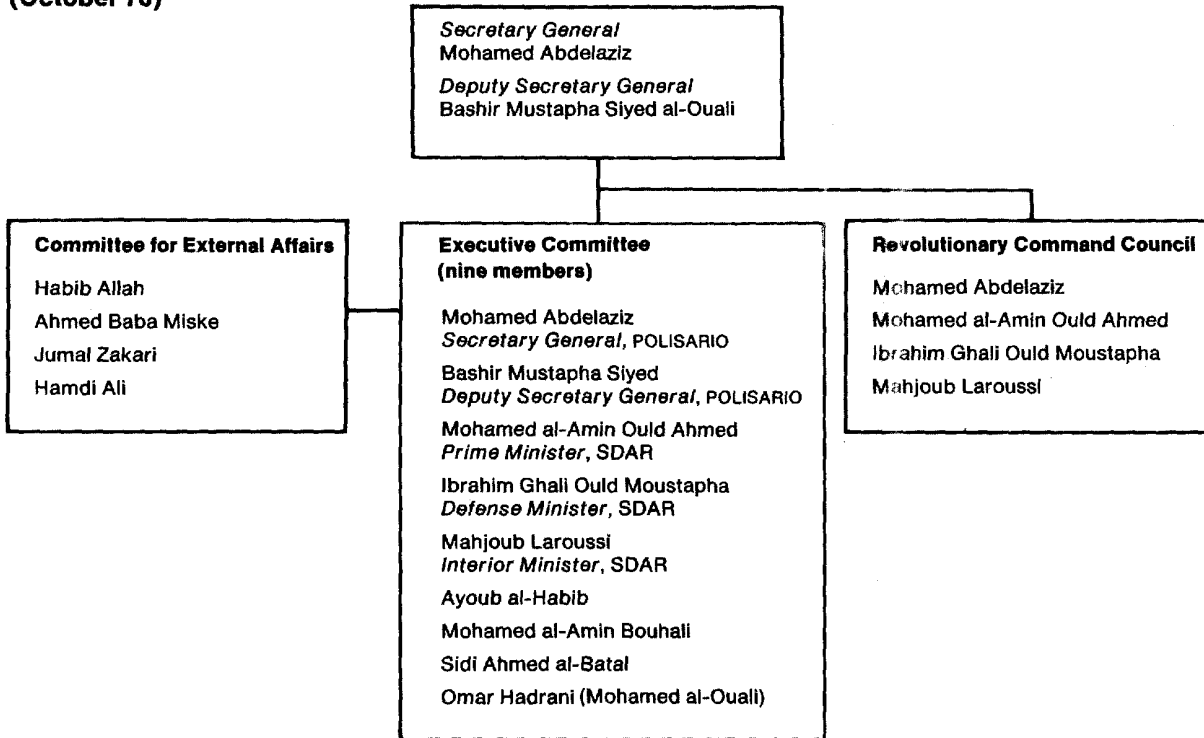 Secretary General
Mohamed Abdelaziz
Deputy Secretary General
Bashir Mustapha Siyed al-Ouali
Committee for External Affairs
Habib Allah
Ahmed Baba Miske
Jumal Zakari
Hamdi Ali
Executive Committee
(nine members)
Mohamed Abdelaziz
Secretary General, POLISARIO
Bashir Mustapha Siyed
Deputy Secretary General, POLISARIO
Mohamed al-Amin Ould Ahmed
Prime Minister, SDAR
Ibrahim Ghali Ould Moustapha
Defense Minister, SDAR
Mahjoub Laroussi
Interior Minister, SDAR
Ayoub al-Habib
Mohamed al-Amin Bouhali
Sidi Ahmed al-Batal
Omar Hadrani (Mohamed al-Ouali)
Revolutionary Command Council
Mohamed Abdelaziz
Mohamed al-Amin Ould Ahmed
Ibrahim Ghali Ould Moustapha
Mahjoub Laroussi